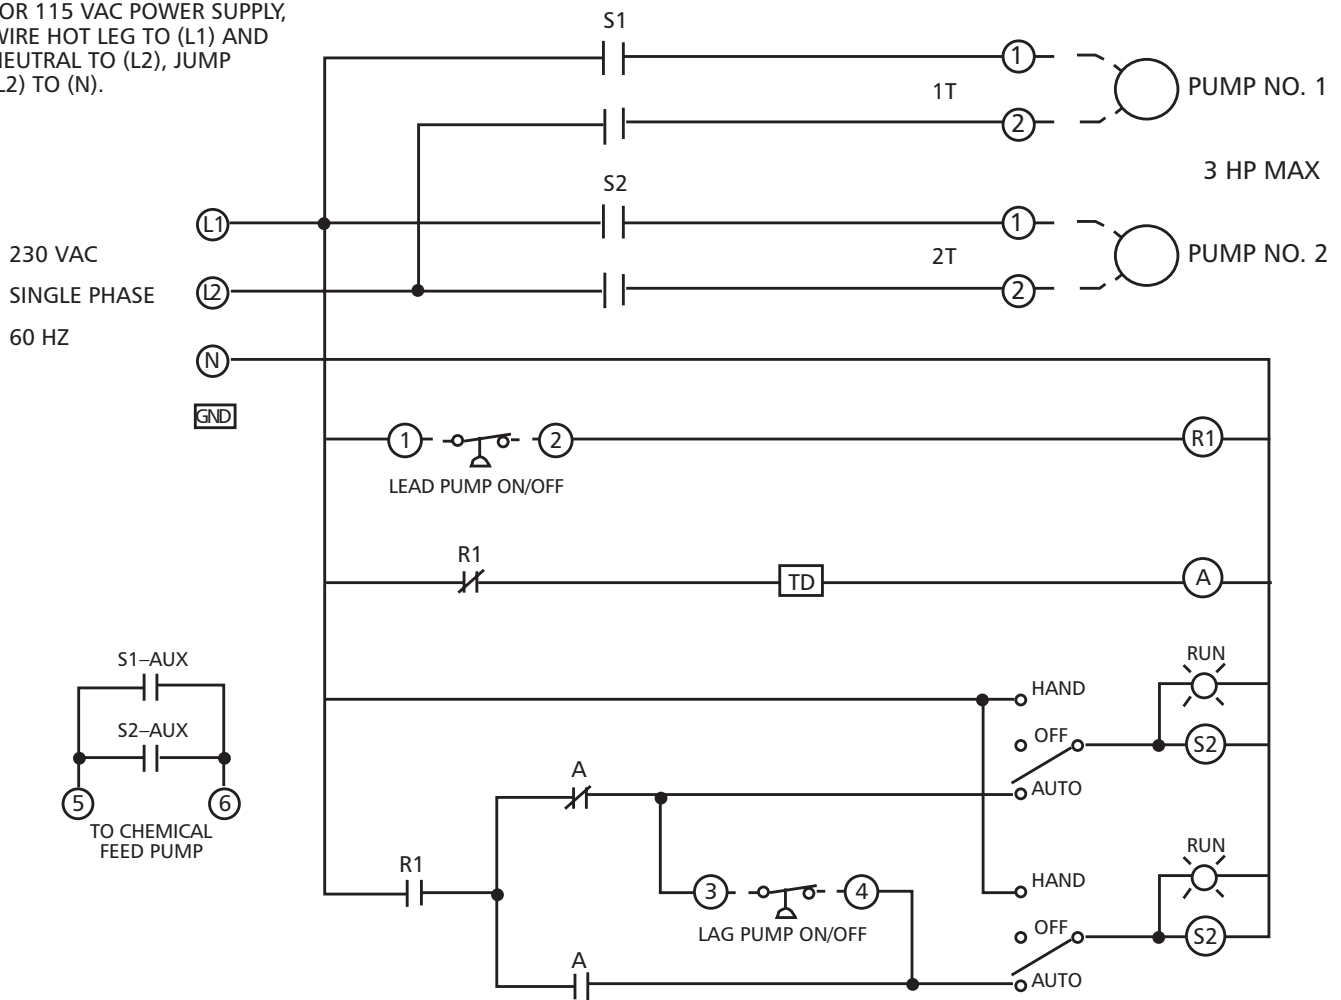 OR 115 VAC POWER SUPPLY,
WIRE HOT LEG TO (L1) AND
NEUTRAL TO (L2), JUMP
L2) TO (N).
S1
1
1T
2
PUMP NO. 1
3 HP MAX
S2
L1
1
230 VAC
2T
PUMP NO. 2
SINGLE PHASE
L2
2
60 HZ
N
GND
1
2
R1
LEAD PUMP ON/OFF
R1
TD
A
S1–AUX
S2–AUX
5
6
TO CHEMICAL
FEED PUMP
RUN
HAND
OFF
S2
AUTO
A
R1
3
4
LAG PUMP ON/OFF
A
RUN
HAND
OFF
S2
AUTO